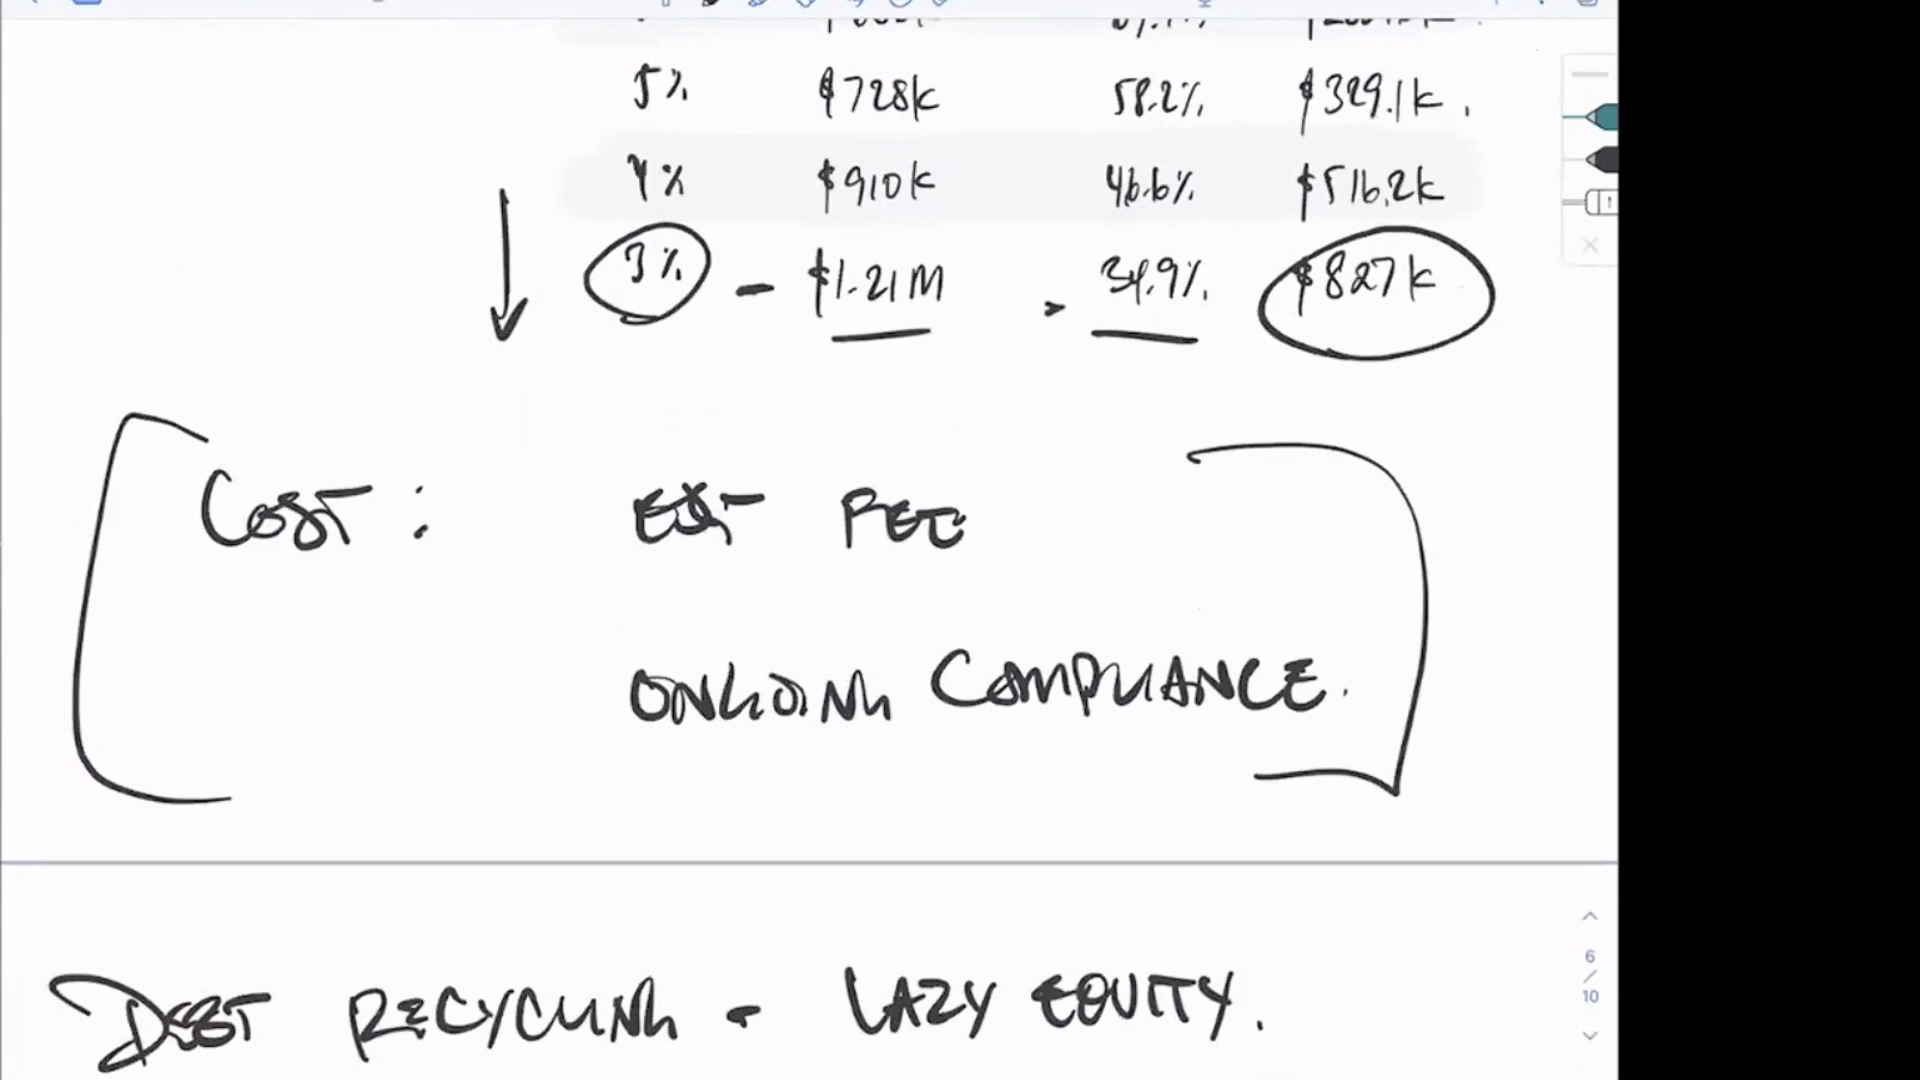 5% $728k 58.2% $329.1k.
4% $910k 46.6% $516.2k
3% - $1.21M 34.9% $827k
COST: EST FEE
ONGOING COMPLIANCE.
DEBT RECYCLING - LAZY EQUITY.
6
/
10